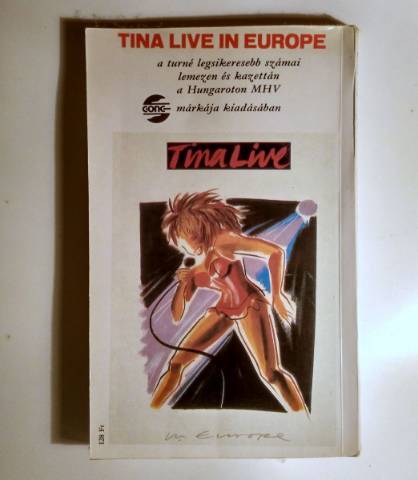 TINA LIVE IN EUROPE
a turné legsikeresebb számai
lemezen és kazettán
a Hungaroton MHV
GONG márkája kiadásában
Tina Live
in Europe
128 Ft